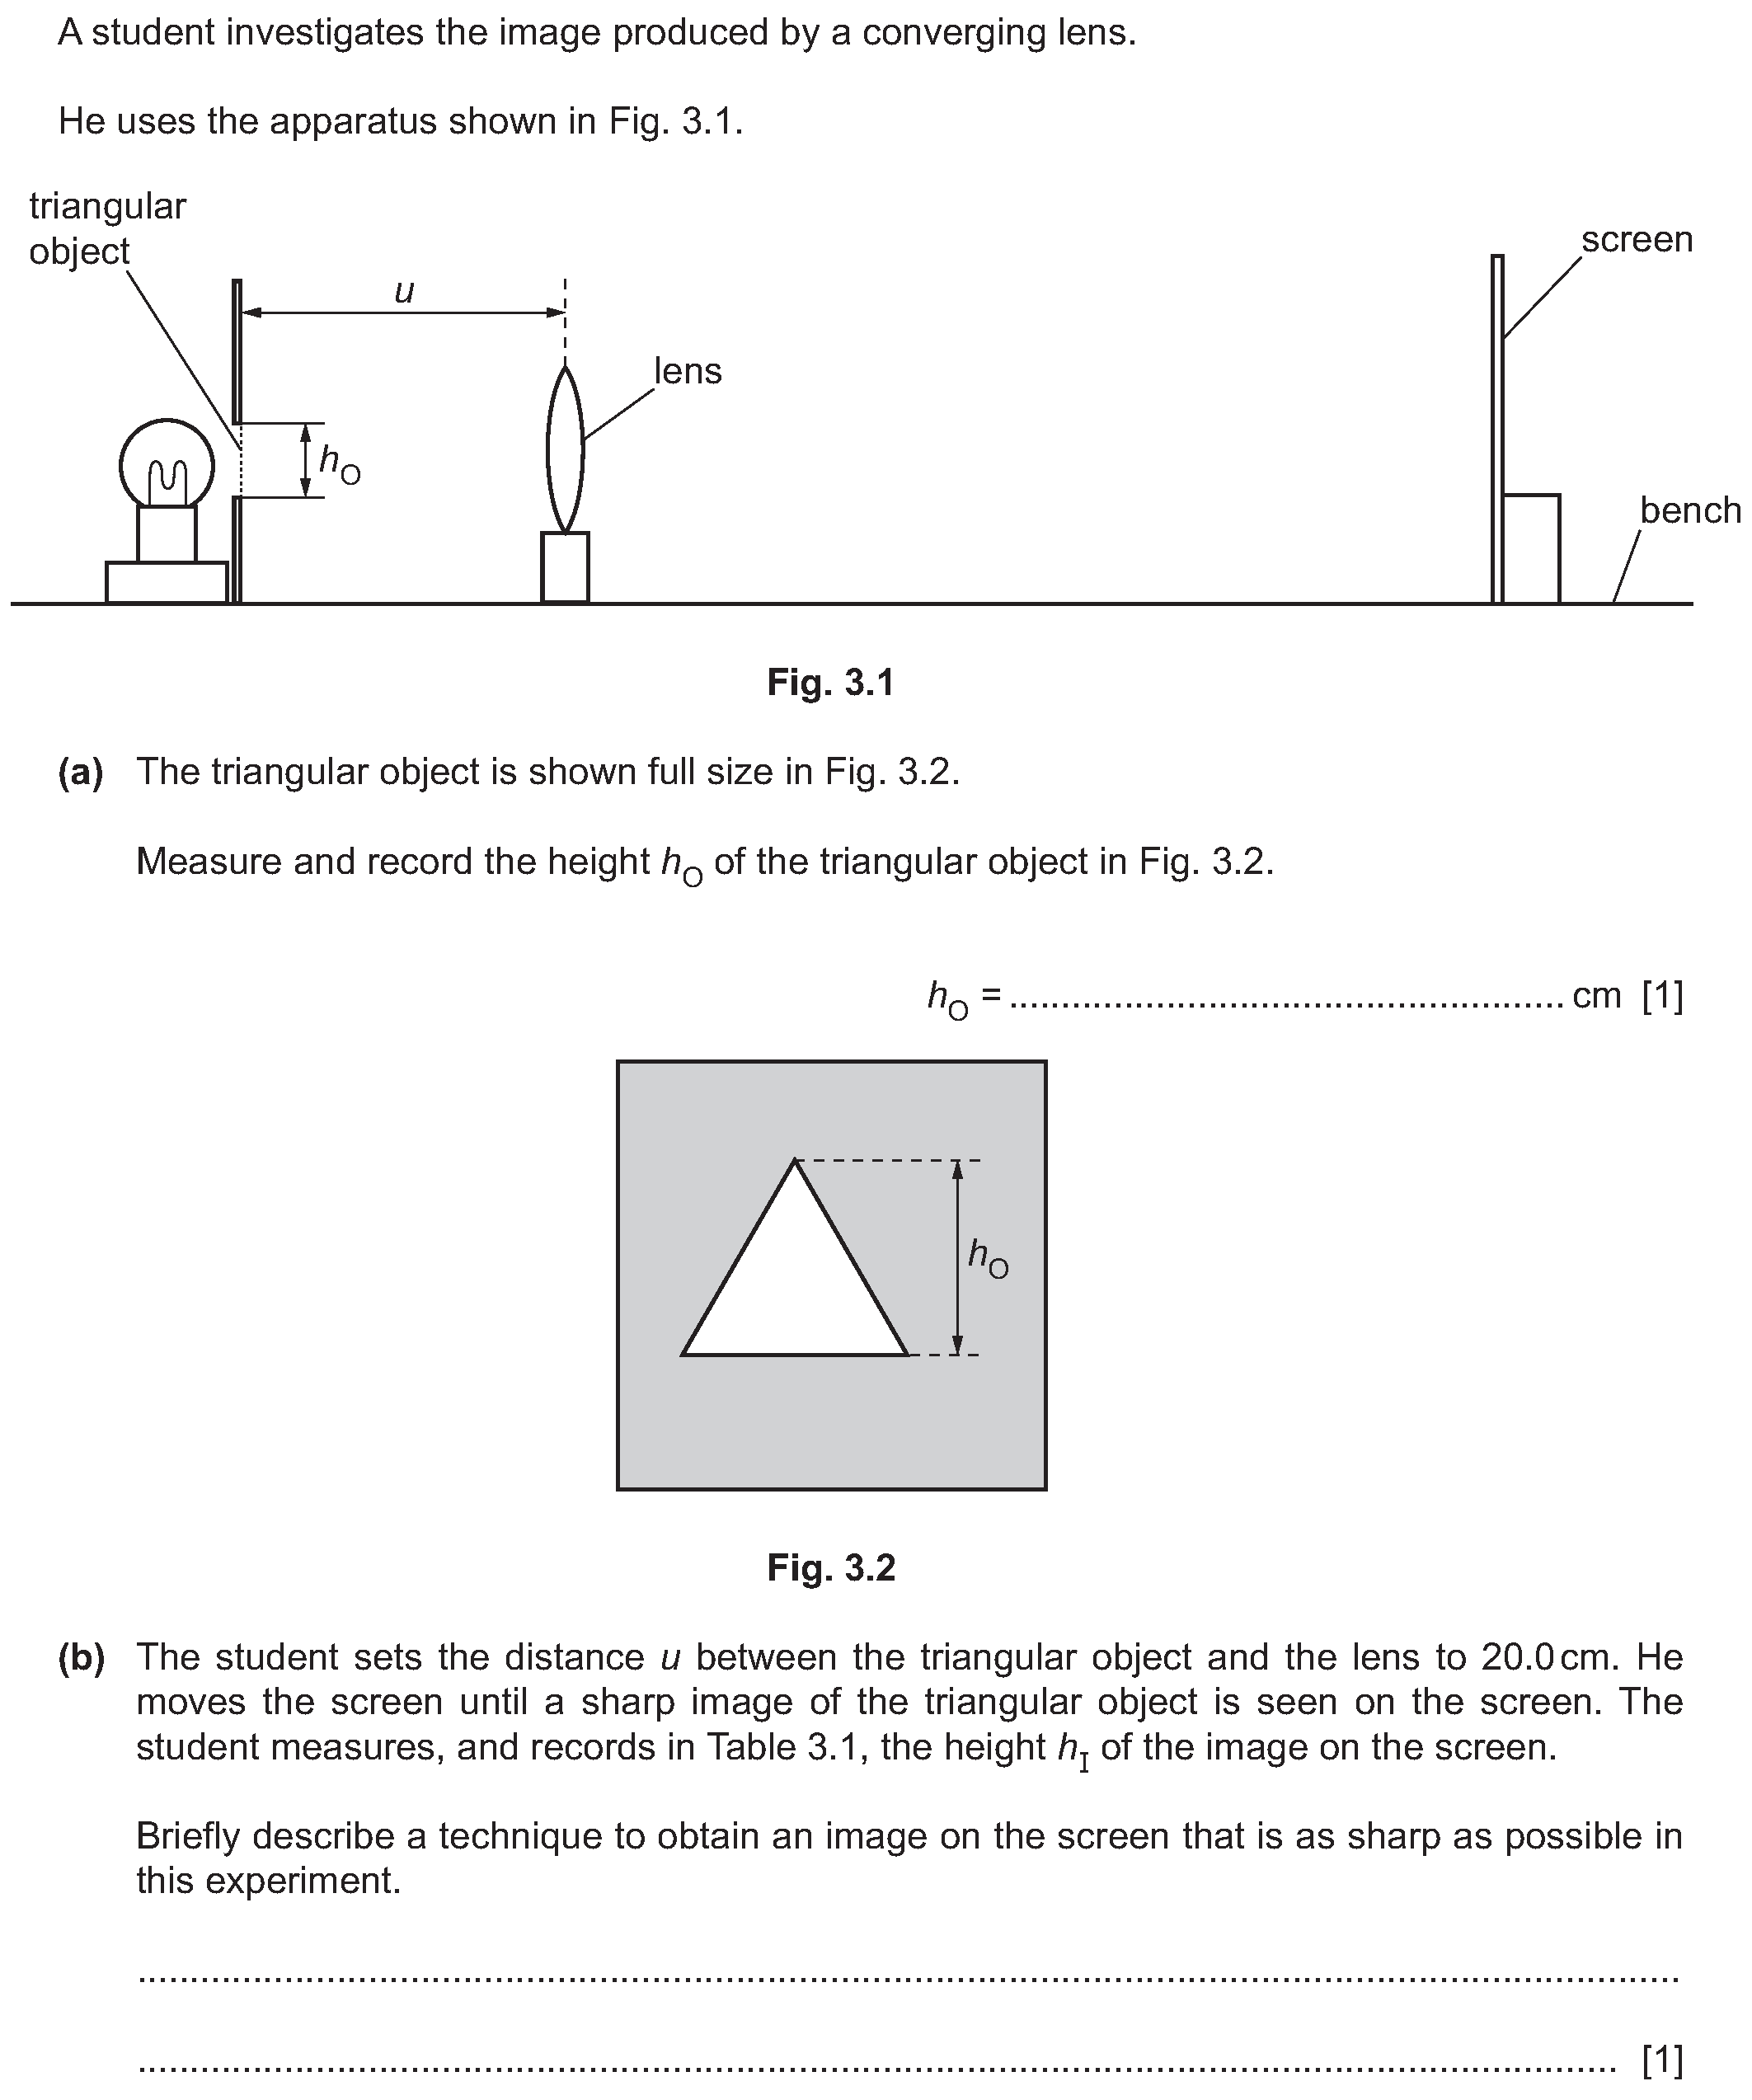 A student investigates the image produced by a converging lens.
He uses the apparatus shown in Fig. 3.1.
triangular
object
u
screen
lens
hO
bench
Fig. 3.1
(a) The triangular object is shown full size in Fig. 3.2.
Measure and record the height hO of the triangular object in Fig. 3.2.
hO = ...................................................... cm [1]
hO
Fig. 3.2
(b) The student sets the distance u between the triangular object and the lens to 20.0 cm. He
moves the screen until a sharp image of the triangular object is seen on the screen. The
student measures, and records in Table 3.1, the height hI of the image on the screen.
Briefly describe a technique to obtain an image on the screen that is as sharp as possible in
this experiment.
...................................................................................................................................................
............................................................................................................................................. [1]